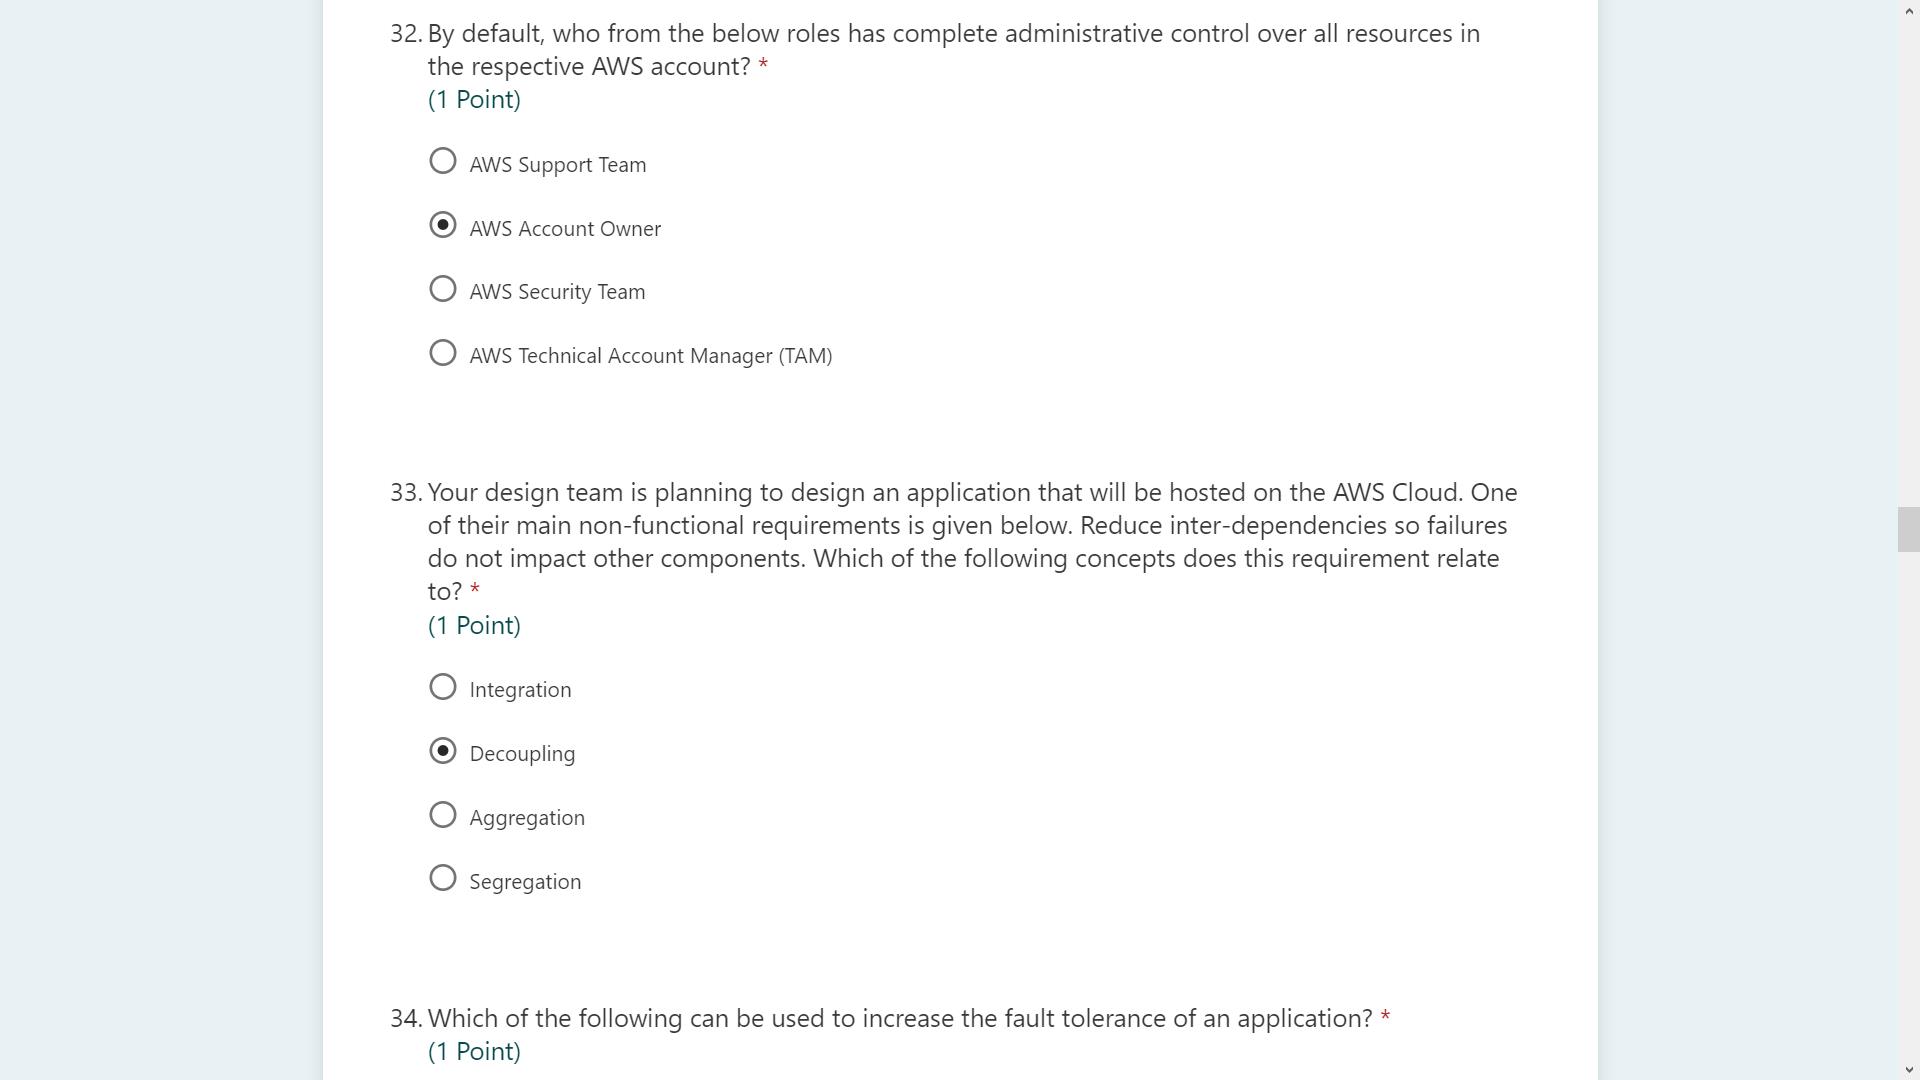 32. By default, who from the below roles has complete administrative control over all resources in
the respective AWS account? *
(1 Point)
AWS Support Team
AWS Account Owner
AWS Security Team
AWS Technical Account Manager (TAM)
33. Your design team is planning to design an application that will be hosted on the AWS Cloud. One
of their main non-functional requirements is given below. Reduce inter-dependencies so failures
do not impact other components. Which of the following concepts does this requirement relate
to? *
(1 Point)
Integration
Decoupling
Aggregation
Segregation
34. Which of the following can be used to increase the fault tolerance of an application? *
(1 Point)